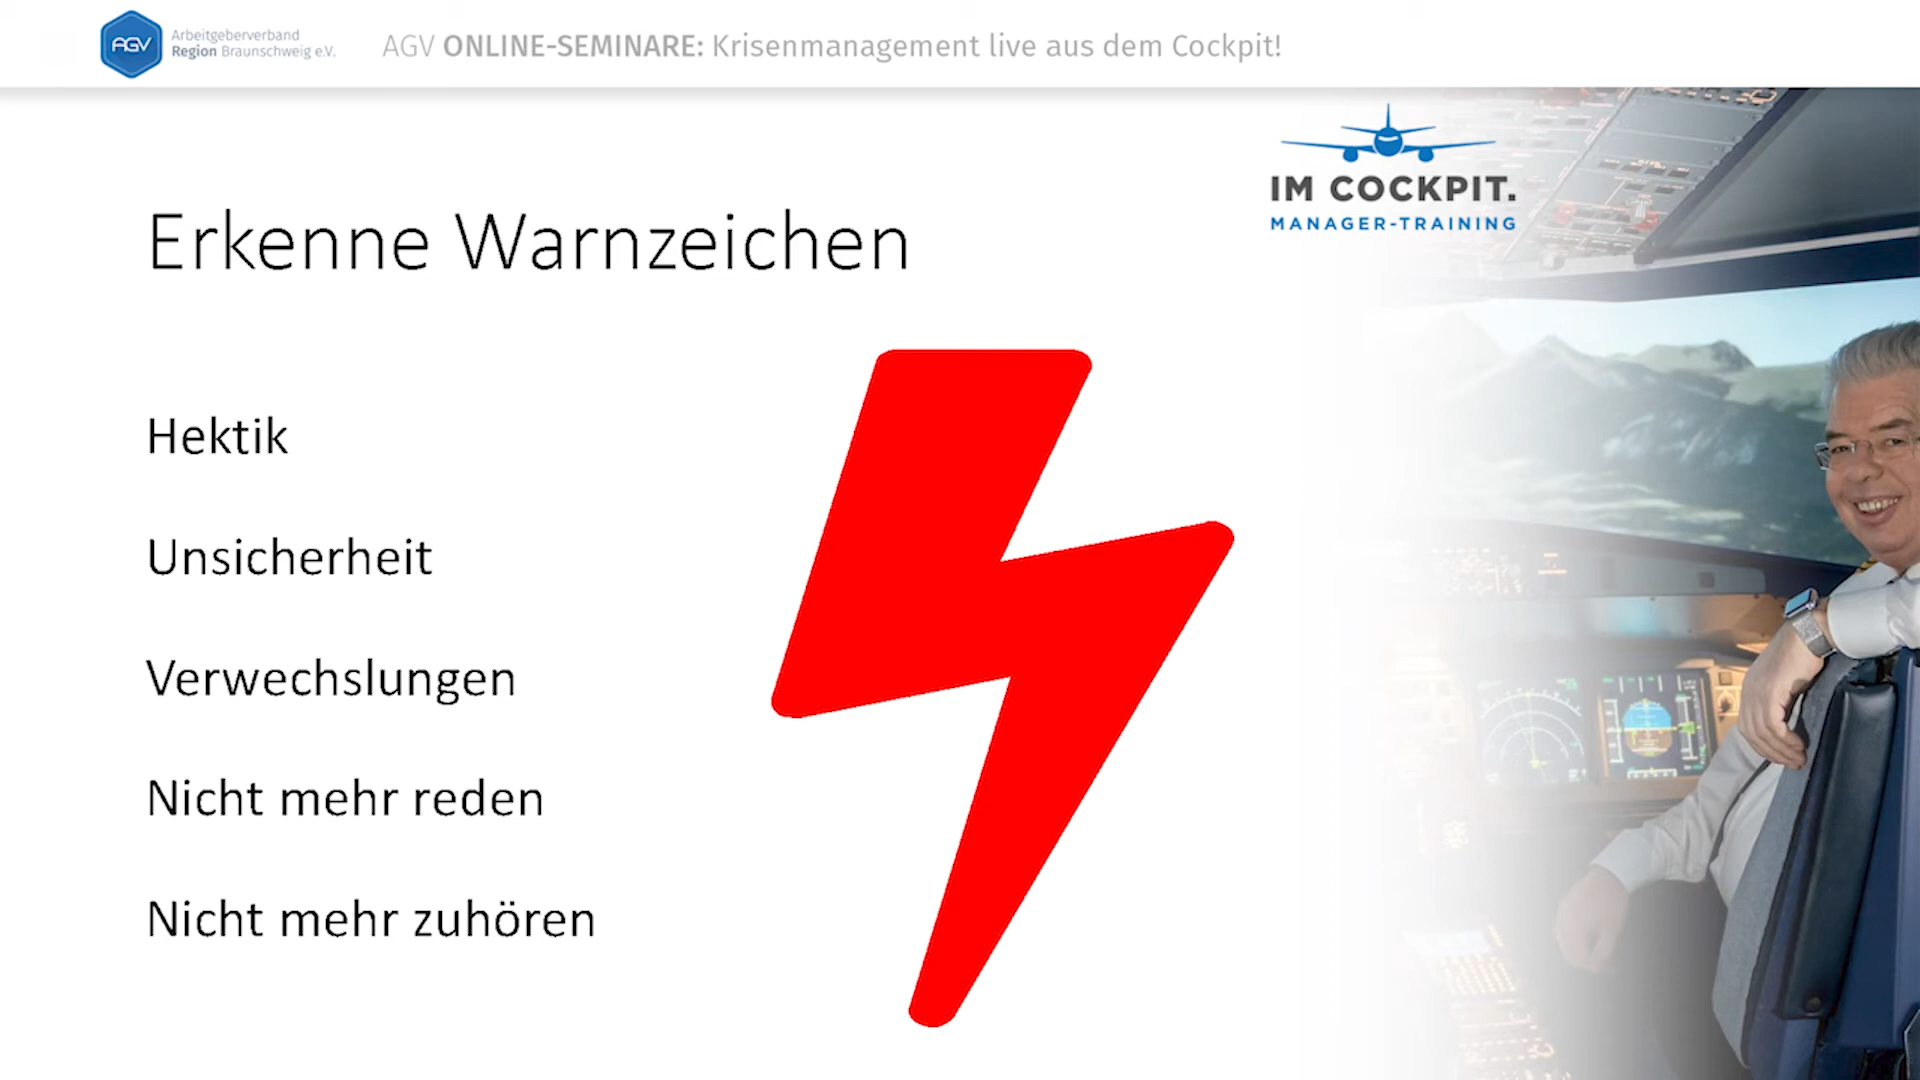 AGV
Arbeitgeberverband
Region Braunschweig e.V.
AGV ONLINE-SEMINARE: Krisenmanagement live aus dem Cockpit!
IM COCKPIT.
MANAGER-TRAINING
Erkenne Warnzeichen
Hektik
Unsicherheit
Verwechslungen
Nicht mehr reden
Nicht mehr zuhören